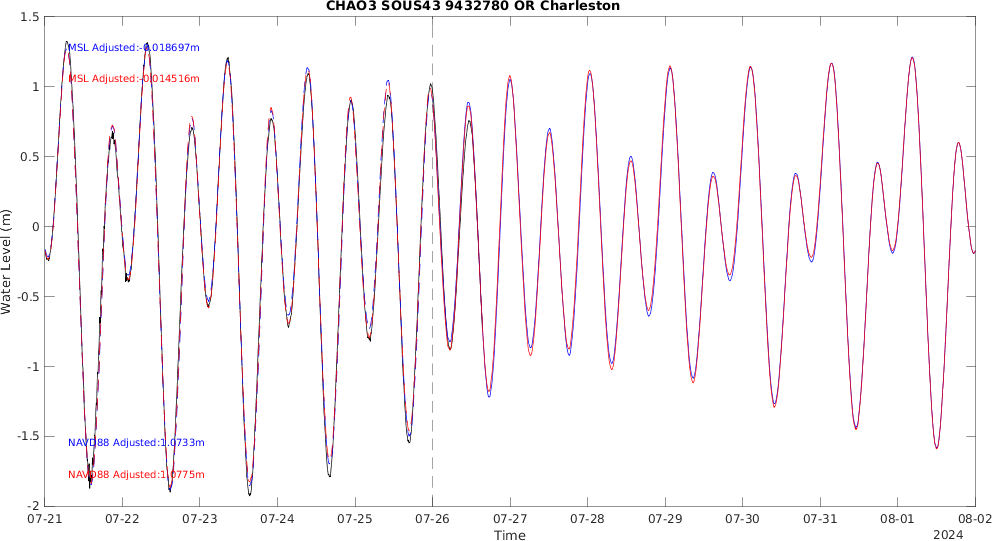 CHAO3 SOUS43 9432780 OR Charleston
1.5
MSL Adjusted:-0.018697m
MSL Adjusted:-0.014516m
1
0.5
0
Water Level (m)
-0.5
-1
-1.5
NAVD88 Adjusted:1.0733m
NAVD88 Adjusted:1.0775m
-2
07-21 07-22 07-23 07-24 07-25 07-26 07-27 07-28 07-29 07-30 07-31 08-01 08-02
Time
2024